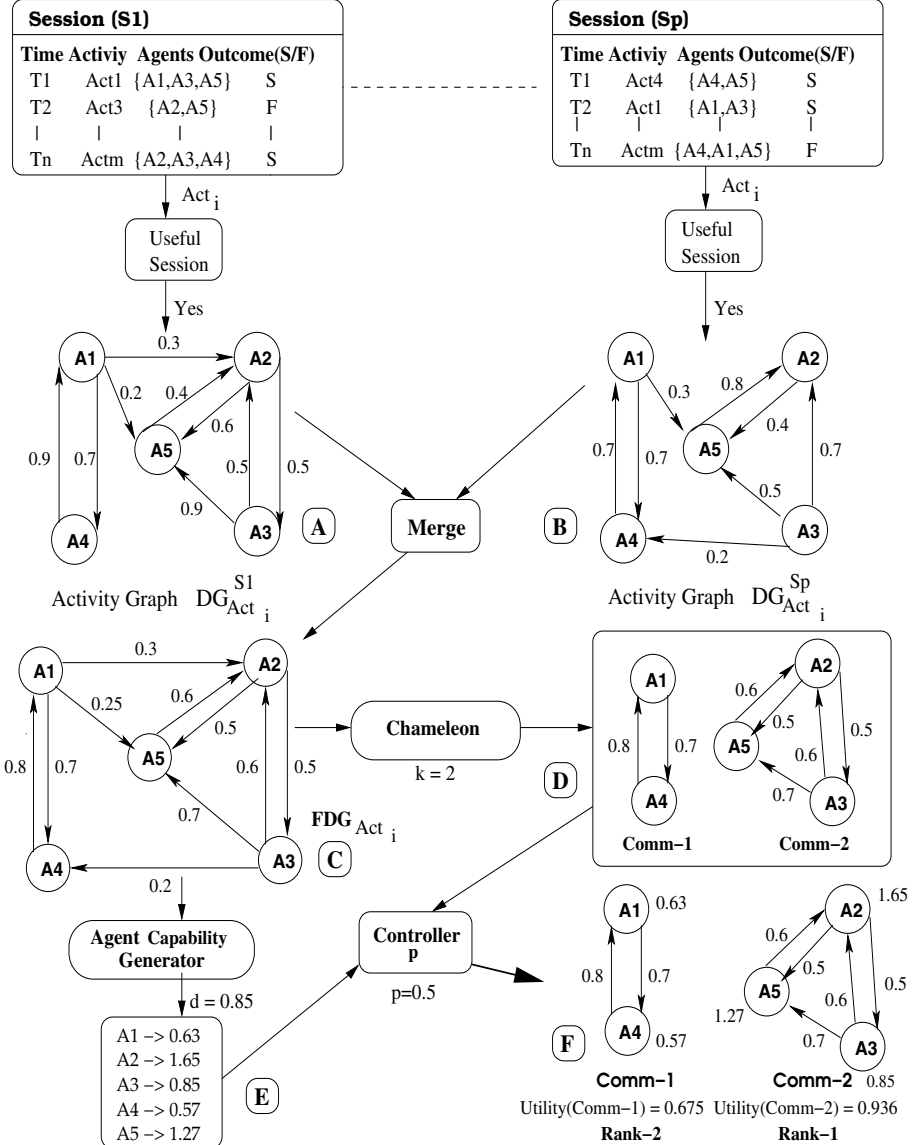 Session (S1)
Time Activiy Agents Outcome(S/F)
T1 Act1 {A1,A3,A5} S
T2 Act3 {A2,A5} F
Tn Actm {A2,A3,A4} S
Session (Sp)
Time Activiy Agents Outcome(S/F)
T1 Act4 {A4,A5} S
T2 Act1 {A1,A3} S
Tn Actm {A4,A1,A5} F
Act i
Useful
Session
Yes
Act i
Useful
Session
Yes
A1
0.3
A2
0.2
0.4
0.6
A5
0.9
0.7
0.5
0.5
0.9
A4
A3
A
Activity Graph DG S1 Act i
A1
A2
0.3
0.8
0.4
A5
0.7
0.7
0.7
0.5
A4
A3
0.2
B
Activity Graph DG Sp Act i
Merge
A1
0.3
A2
0.25
0.6
0.5
A5
0.8
0.7
0.6
0.5
0.7
A4
A3
0.2
FDG Act i
C
Chameleon
k = 2
D
A1
0.8
0.7
A4
Comm-1
A2
0.6
0.5
0.5
A5
0.6
0.7
A3
Comm-2
Agent Capability
Generator
d = 0.85
A1 -> 0.63
A2 -> 1.65
A3 -> 0.85
A4 -> 0.57
A5 -> 1.27
E
Controller
p
p=0.5
F
A1
0.63
0.8
0.7
A4
0.57
Comm-1
Utility(Comm-1) = 0.675
Rank-2
A2
1.65
0.6
0.5
0.5
A5
0.6
1.27
0.7
A3
0.85
Comm-2
Utility(Comm-2) = 0.936
Rank-1